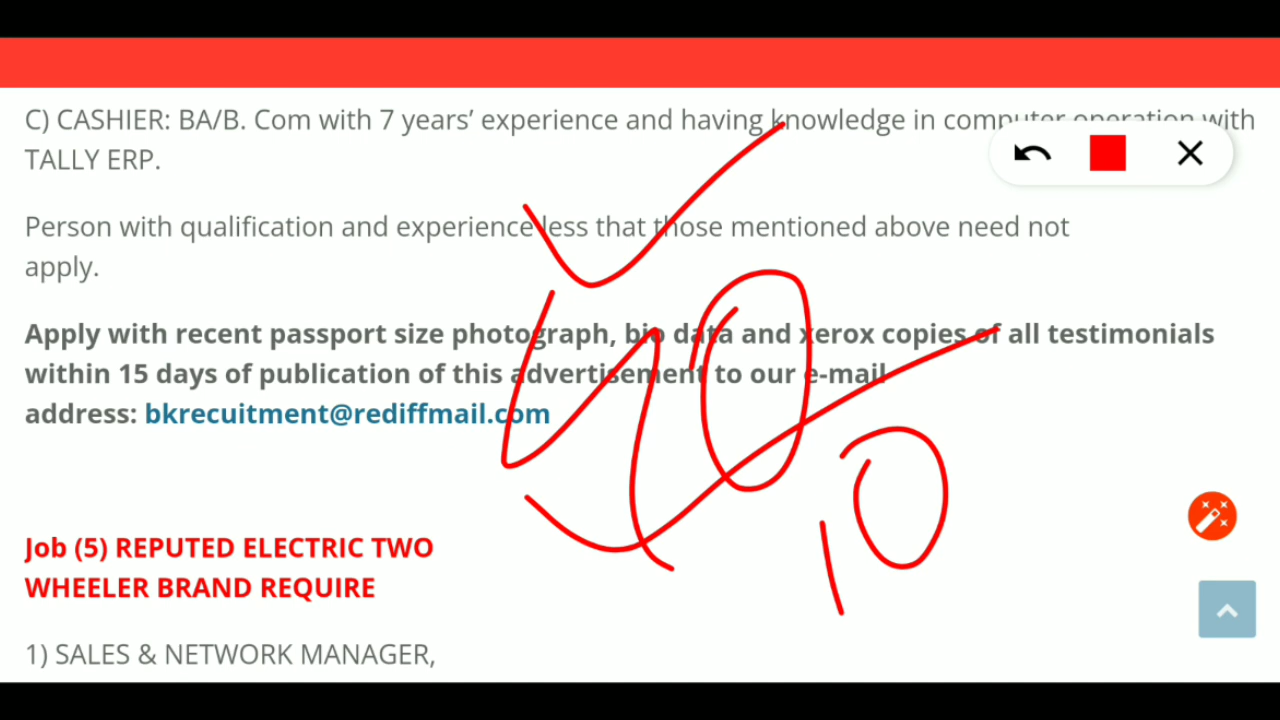 C) CASHIER: BA/B. Com with 7 years’ experience and having knowledge in computer operation with
TALLY ERP.
Person with qualification and experience less that those mentioned above need not
apply.
Apply with recent passport size photograph, bio data and xerox copies of all testimonials
within 15 days of publication of this advertisement to our e-mail
address: bkrecuitment@rediffmail.com
40
10
Job (5) REPUTED ELECTRIC TWO
WHEELER BRAND REQUIRE
1) SALES & NETWORK MANAGER,